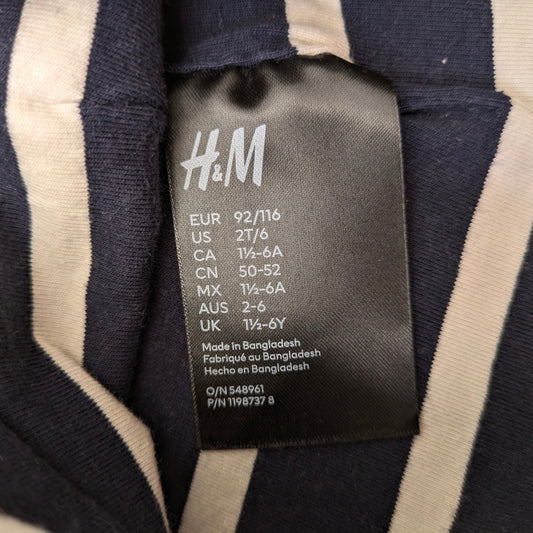 H&M
EUR 92/116
US 2T/6
CA 1½-6A
CN 50-52
MX 1½-6A
AUS 2-6
UK 1½-6Y
Made in Bangladesh
Fabriqué au Bangladesh
Hecho en Bangladesh
O/N 548961
P/N 1198737 8